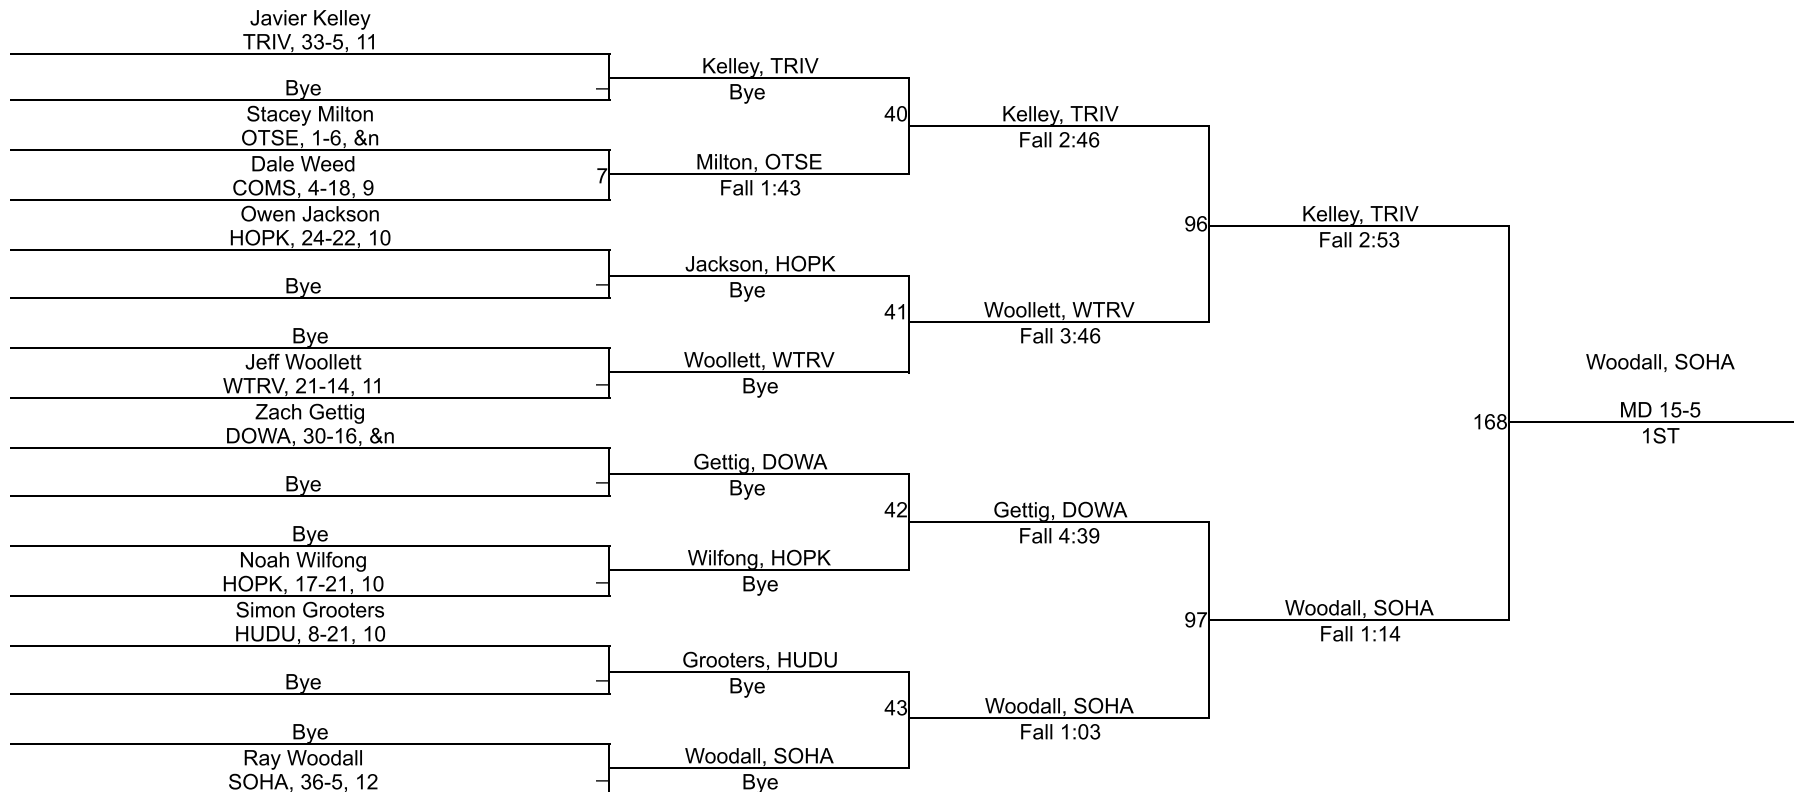 Javier Kelley
TRIV, 33-5, 11
Bye
Stacey Milton
OTSE, 1-6, &n
Dale Weed
COMS, 4-18, 9
7
Owen Jackson
HOPK, 24-22, 10
Bye
Bye
Jeff Woollett
WTRV, 21-14, 11
Zach Gettig
DOWA, 30-16, &n
Bye
Bye
Noah Wilfong
HOPK, 17-21, 10
Simon Grooters
HUDU, 8-21, 10
Bye
Bye
Ray Woodall
SOHA, 36-5, 12
Kelley, TRIV
Bye
40
Milton, OTSE
Fall 1:43
Jackson, HOPK
Bye
41
Woollett, WTRV
Bye
Gettig, DOWA
Bye
42
Wilfong, HOPK
Bye
Grooters, HUDU
Bye
43
Woodall, SOHA
Bye
Kelley, TRIV
Fall 2:46
96
Woollett, WTRV
Fall 3:46
Gettig, DOWA
Fall 4:39
97
Woodall, SOHA
Fall 1:03
Kelley, TRIV
Fall 2:53
168
Woodall, SOHA
Fall 1:14
Woodall, SOHA
MD 15-5
1ST